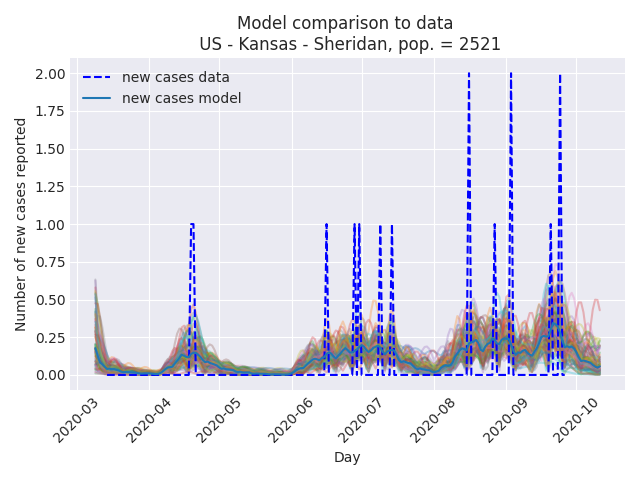 Model comparison to data
US - Kansas - Sheridan, pop. = 2521
new cases data
new cases model
Number of new cases reported
2.00
1.75
1.50
1.25
1.00
0.75
0.50
0.25
0.00
2020-03
2020-04
2020-05
2020-06
2020-07
2020-08
2020-09
2020-10
Day